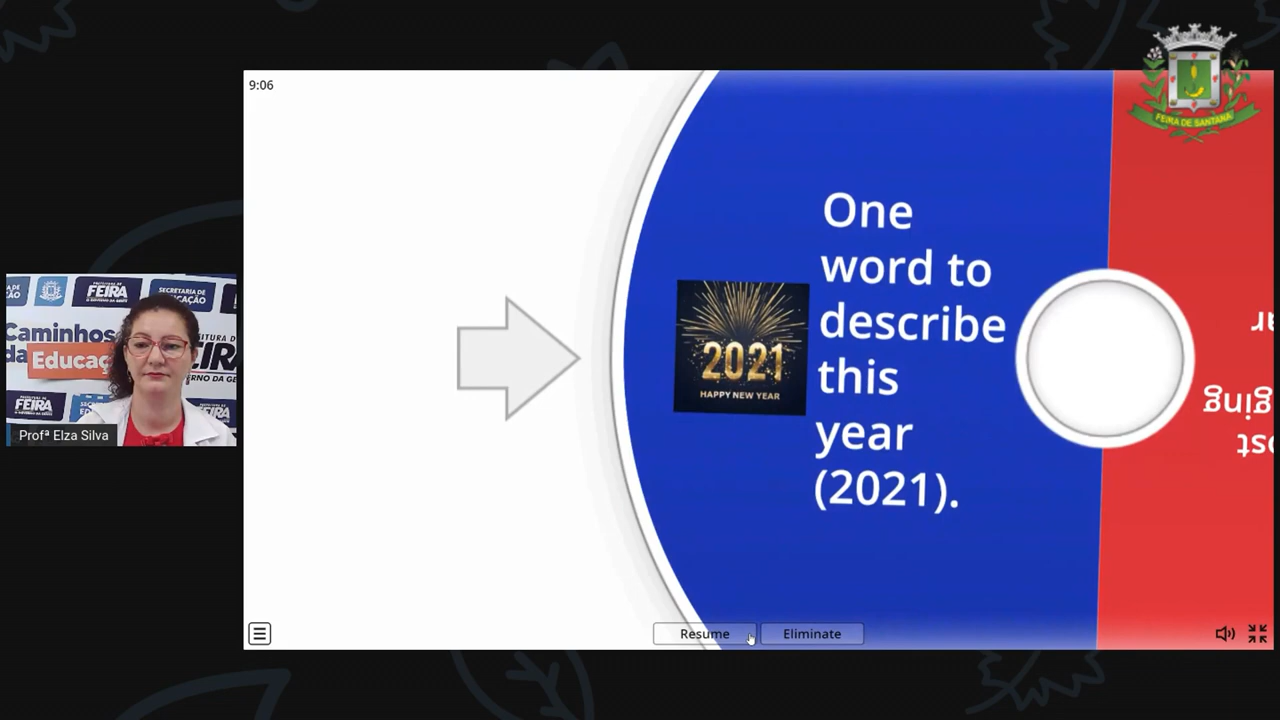 9:06
FEIRA DE SANTANA
One
word to
describe
this
year
(2021).
2021
HAPPY NEW YEAR
FEIRA
SECRETARIA DE
Caminhos
da
Educaç
FEIRA
Profª Elza Silva
Resume
Eliminate